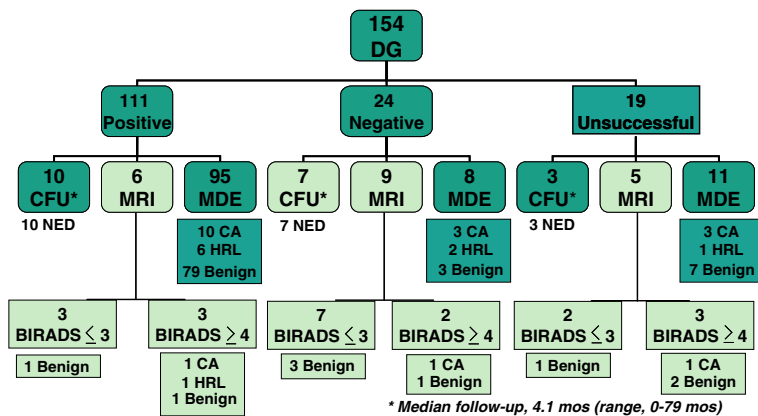 154
DG
111
Positive
24
Negative
19
Unsuccessful
10
CFU*
6
MRI
95
MDE
7
CFU*
9
MRI
8
MDE
3
CFU*
5
MRI
11
MDE
10 NED
7 NED
3 NED
10 CA
6 HRL
79 Benign
3 CA
2 HRL
3 Benign
3 CA
1 HRL
7 Benign
3
BIRADS ≤ 3
3
BIRADS ≥ 4
7
BIRADS ≤ 3
2
BIRADS ≥ 4
2
BIRADS ≤ 3
3
BIRADS ≥ 4
1 Benign
1 CA
1 HRL
1 Benign
3 Benign
1 CA
1 Benign
1 Benign
1 CA
2 Benign
* Median follow-up, 4.1 mos (range, 0-79 mos)